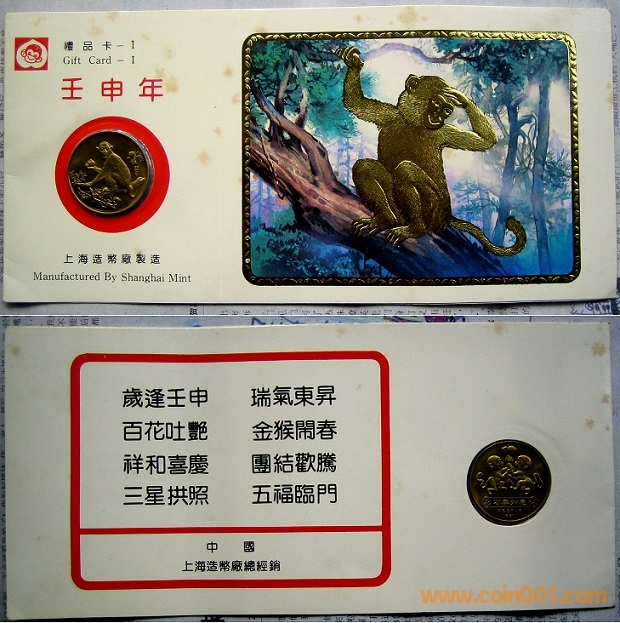 禮品卡-I
Gift Card - I
壬申年
上海造幣廠製造
Manufactured By Shanghai Mint
歲逢壬申 瑞氣東昇
百花吐艷 金猴鬧春
祥和喜慶 團結歡騰
三星拱照 五福臨門
中國
上海造幣廠總經銷
www.coin001.com